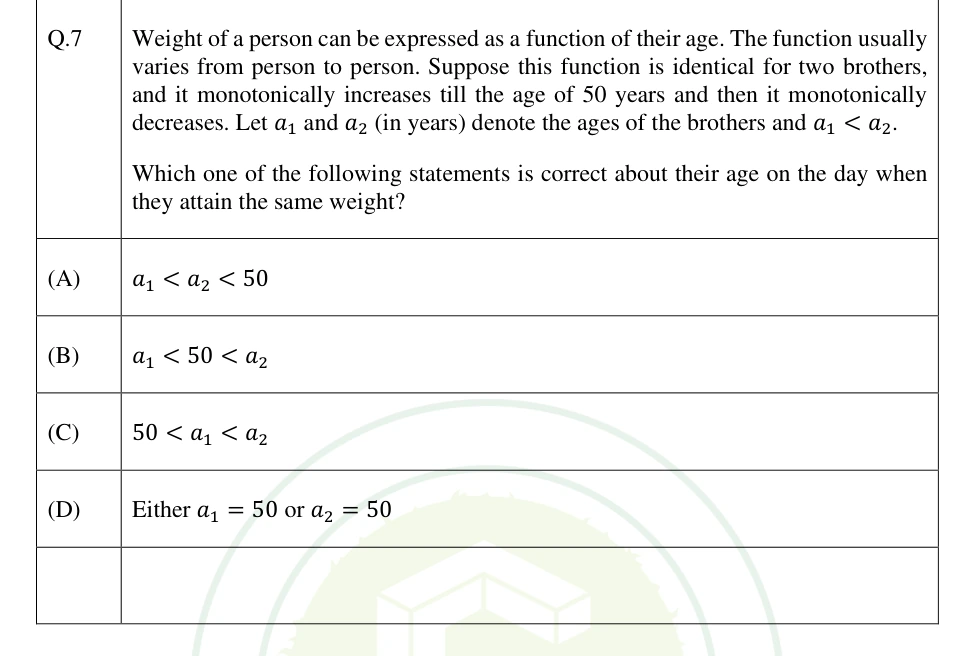 Q.7
Weight of a person can be expressed as a function of their age. The function usually
varies from person to person. Suppose this function is identical for two brothers,
and it monotonically increases till the age of 50 years and then it monotonically
decreases. Let a₁ and a₂ (in years) denote the ages of the brothers and a₁ < a₂.
Which one of the following statements is correct about their age on the day when
they attain the same weight?
(A) a₁ < a₂ < 50
(B) a₁ < 50 < a₂
(C) 50 < a₁ < a₂
(D) Either a₁ = 50 or a₂ = 50